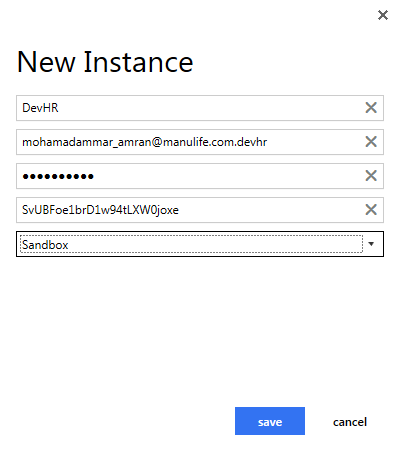 New Instance
DevHR
mohamadammar_amran@manulife.com.devhr
●●●●●●●●●●
SvUBFoe1brD1w94tLXW0joxe
Sandbox
save cancel